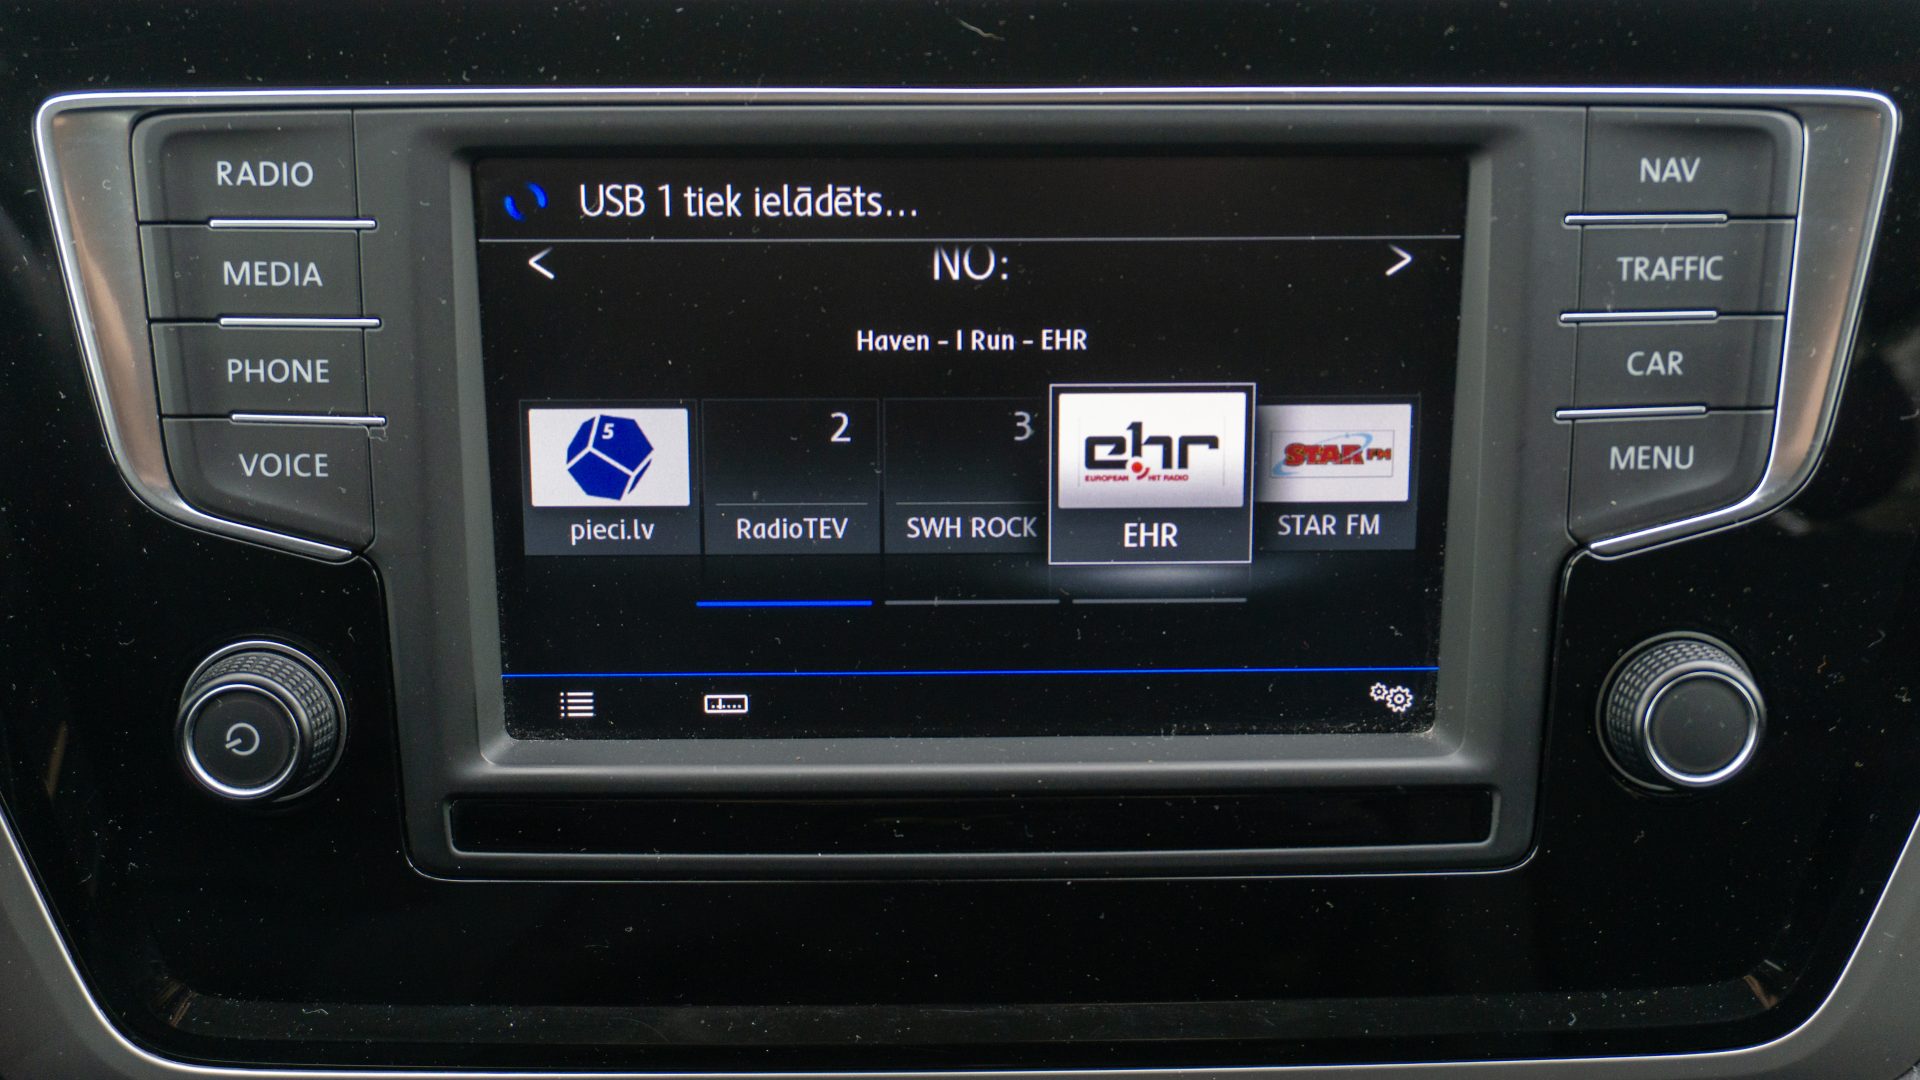 RADIO
MEDIA
PHONE
VOICE
USB 1 tiek ielādēts...
< NO: >
Haven - I Run - EHR
5
pieci.lv
2
RadioTEV
3
SWH ROCK
ehr
EUROPEAN HIT RADIO
EHR
STAR FM
STAR FM
NAV
TRAFFIC
CAR
MENU